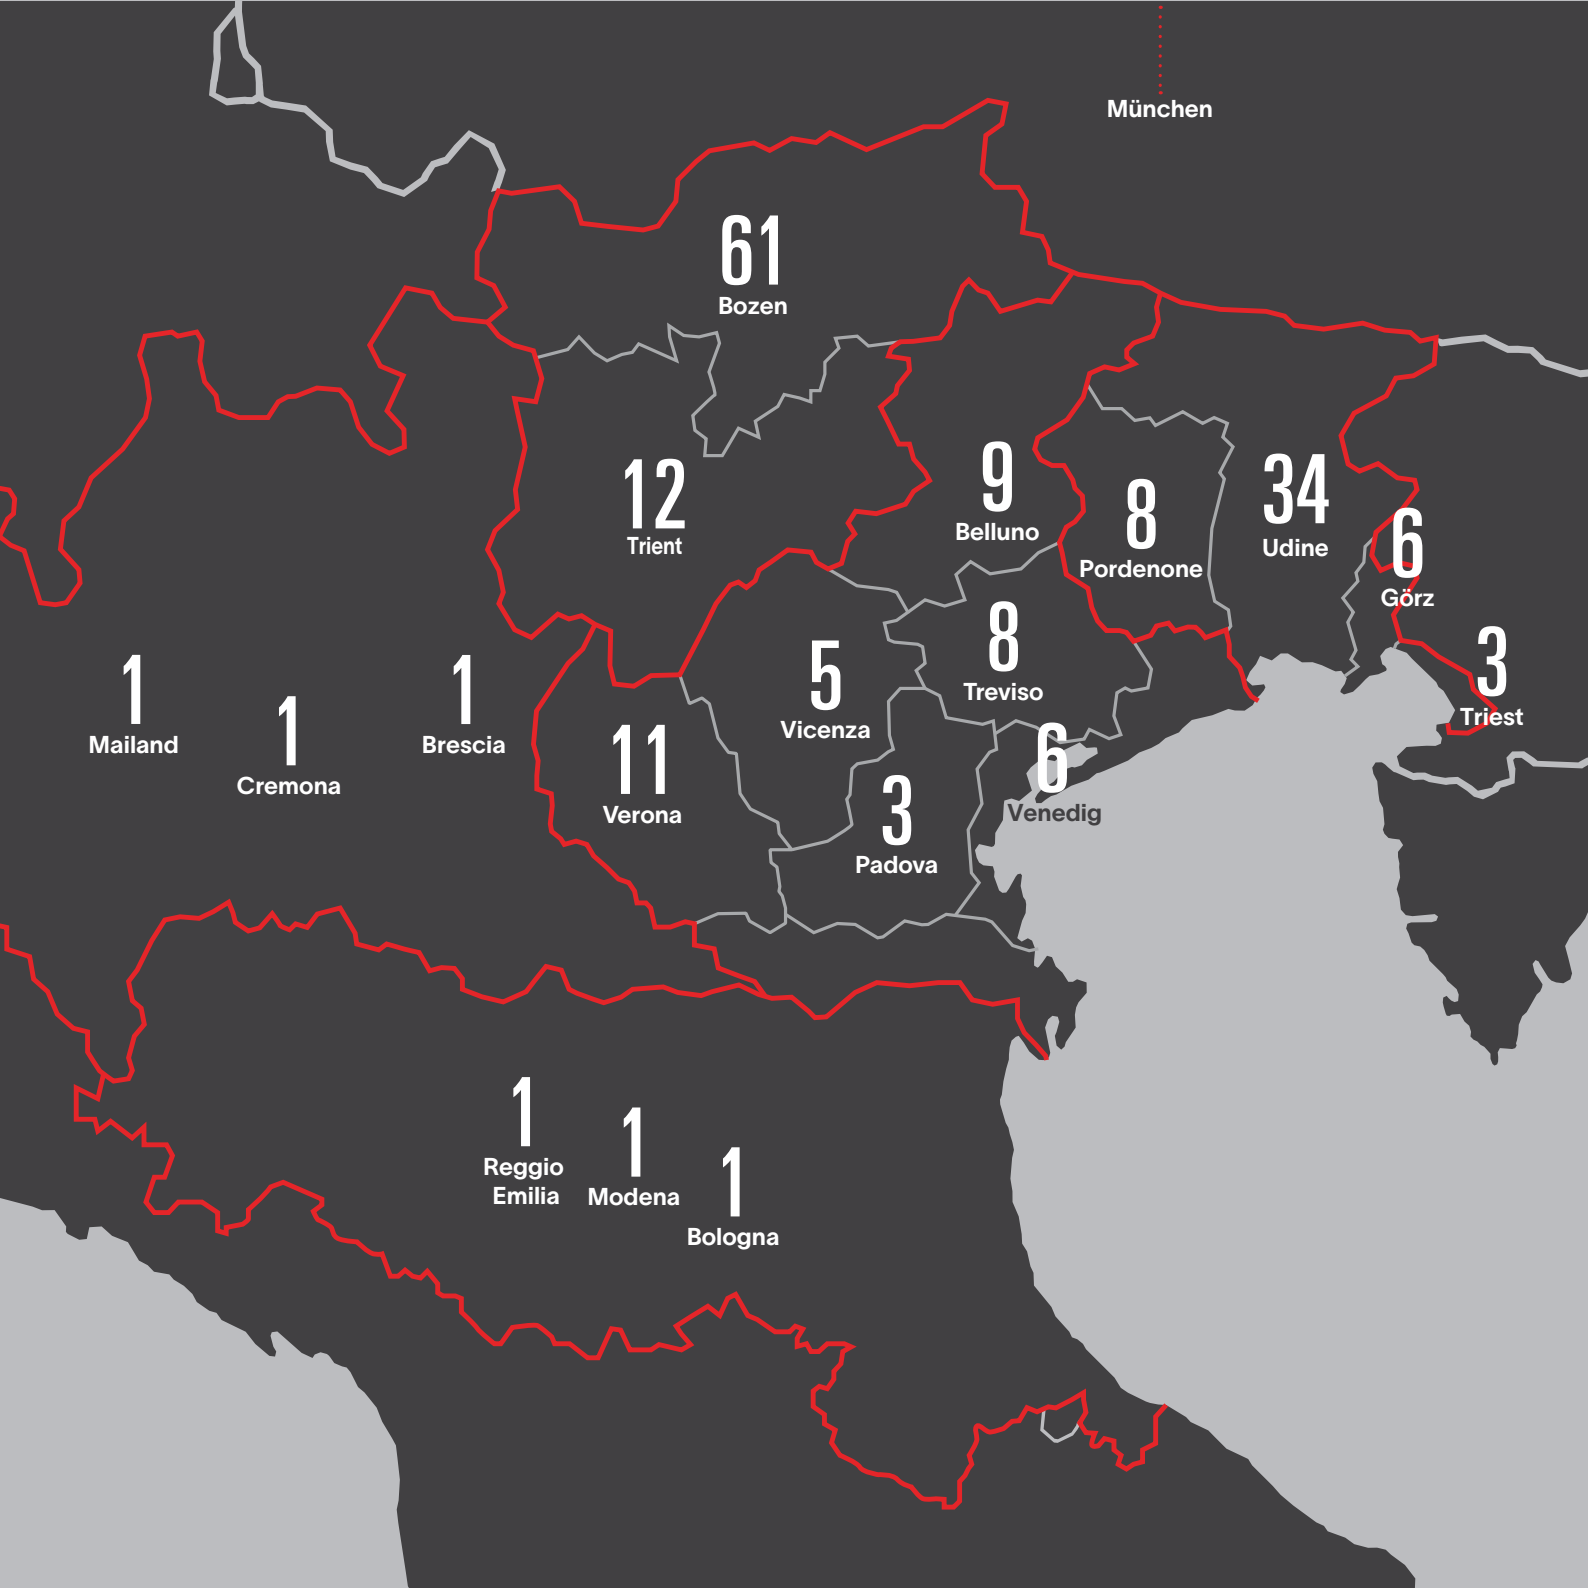 München
61
Bozen
12
Trient
9
Belluno
8
Pordenone
34
Udine
6
Görz
1
Mailand
1
Cremona
1
Brescia
11
Verona
5
Vicenza
8
Treviso
3
Padova
6
Venedig
3
Triest
1
Reggio
Emilia
1
Modena
1
Bologna